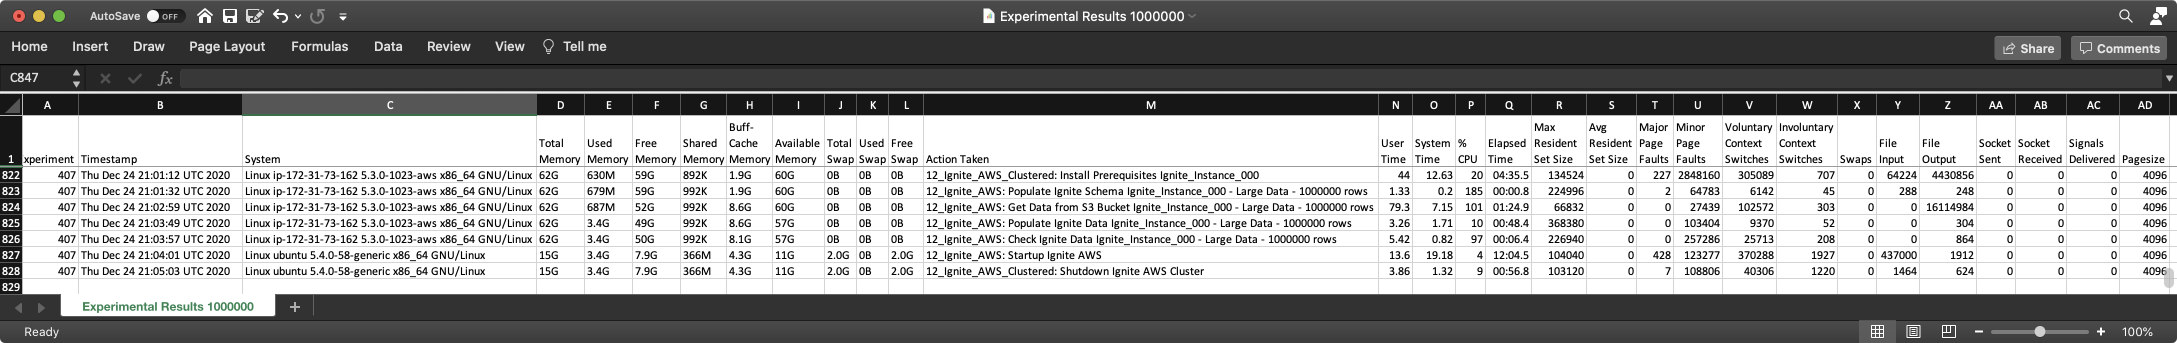 AutoSave OFF
Experimental Results 1000000
Home Insert Draw Page Layout Formulas Data Review View Tell me Share Comments
C847 fx
A B C D E F G H I J K L M N O P Q R S T U V W X Y Z AA AB AC AD
1 xperiment Timestamp System Total Memory Used Memory Free Memory Shared Memory Buff-Cache Memory Available Memory Total Swap Used Swap Free Swap Action Taken User Time System Time % CPU Elapsed Time Max Resident Set Size Avg Resident Set Size Major Page Faults Minor Page Faults Voluntary Context Switches Involuntary Context Switches Swaps File Input File Output Socket Sent Socket Received Signals Delivered Pagesize
822 407 Thu Dec 24 21:01:12 UTC 2020 Linux ip-172-31-73-162 5.3.0-1023-aws x86_64 GNU/Linux 62G 630M 59G 892K 1.9G 60G 0B 0B 0B 12_Ignite_AWS_Clustered: Install Prerequisites Ignite_Instance_000 44 12.63 20 04:35.5 134524 0 227 2848160 305089 707 0 64224 4430856 0 0 0 4096
823 407 Thu Dec 24 21:01:32 UTC 2020 Linux ip-172-31-73-162 5.3.0-1023-aws x86_64 GNU/Linux 62G 679M 59G 992K 1.9G 60G 0B 0B 0B 12_Ignite_AWS: Populate Ignite Schema Ignite_Instance_000 - Large Data - 1000000 rows 1.33 0.2 185 00:00.8 224996 0 2 64783 6142 45 0 288 248 0 0 0 4096
824 407 Thu Dec 24 21:02:59 UTC 2020 Linux ip-172-31-73-162 5.3.0-1023-aws x86_64 GNU/Linux 62G 687M 52G 992K 8.6G 60G 0B 0B 0B 12_Ignite_AWS: Get Data from S3 Bucket Ignite_Instance_000 - Large Data - 1000000 rows 79.3 7.15 101 01:24.9 66832 0 0 27439 102572 303 0 0 16114984 0 0 0 4096
825 407 Thu Dec 24 21:03:49 UTC 2020 Linux ip-172-31-73-162 5.3.0-1023-aws x86_64 GNU/Linux 62G 3.4G 49G 992K 8.6G 57G 0B 0B 0B 12_Ignite_AWS: Populate Ignite Data Ignite_Instance_000 - Large Data - 1000000 rows 3.26 1.71 10 00:48.4 368380 0 0 103404 9370 52 0 0 304 0 0 0 4096
826 407 Thu Dec 24 21:03:57 UTC 2020 Linux ip-172-31-73-162 5.3.0-1023-aws x86_64 GNU/Linux 62G 3.4G 50G 992K 8.1G 57G 0B 0B 0B 12_Ignite_AWS: Check Ignite Data Ignite_Instance_000 - Large Data - 1000000 rows 5.42 0.82 97 00:06.4 226940 0 0 257286 25713 208 0 0 864 0 0 0 4096
827 407 Thu Dec 24 21:04:01 UTC 2020 Linux ubuntu 5.4.0-58-generic x86_64 GNU/Linux 15G 3.4G 7.9G 366M 4.3G 11G 2.0G 0B 2.0G 12_Ignite_AWS: Startup Ignite AWS 13.6 19.18 4 12:04.5 104040 0 428 123277 370288 1927 0 437000 1912 0 0 0 4096
828 407 Thu Dec 24 21:05:03 UTC 2020 Linux ubuntu 5.4.0-58-generic x86_64 GNU/Linux 15G 3.4G 7.9G 366M 4.3G 11G 2.0G 0B 2.0G 12_Ignite_AWS_Clustered: Shutdown Ignite AWS Cluster 3.86 1.32 9 00:56.8 103120 0 7 108806 40306 1220 0 1464 624 0 0 0 4096
829
Experimental Results 1000000 +
Ready - + 100%